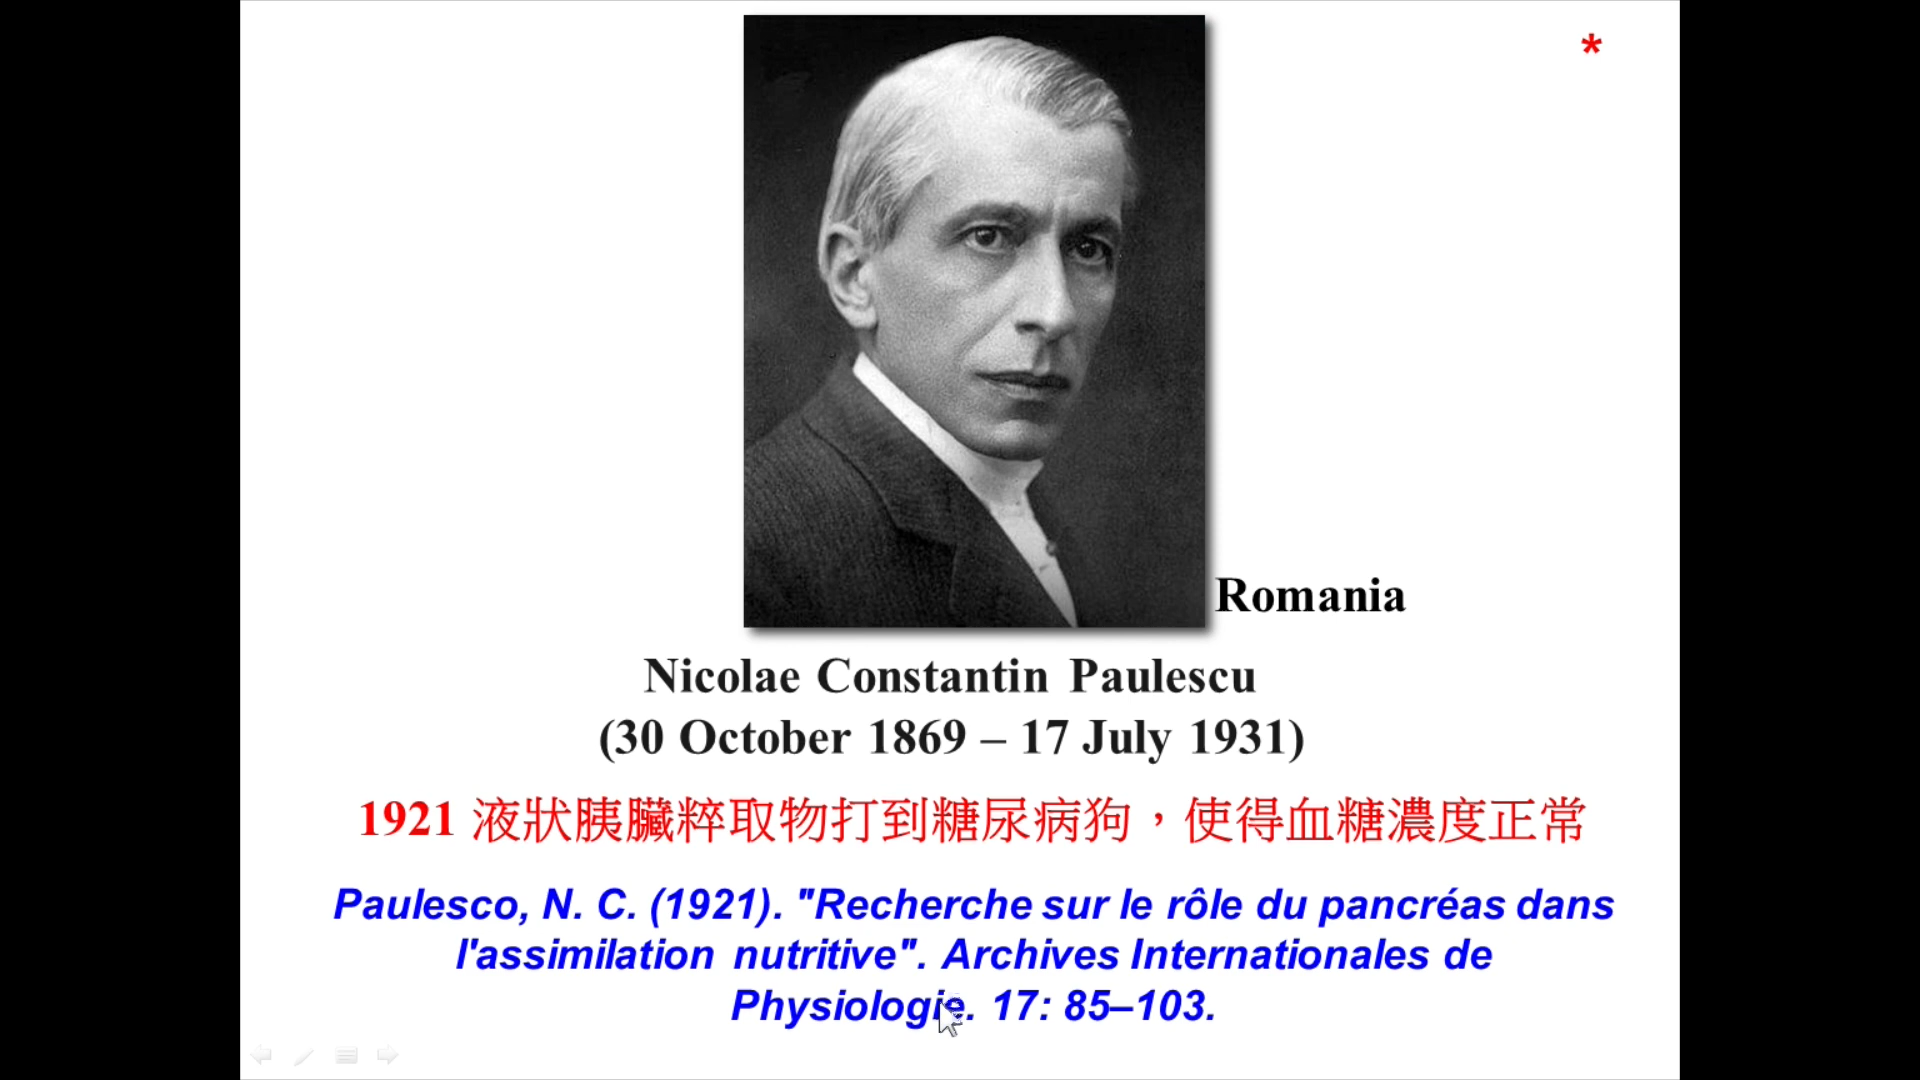 *
Romania
Nicolae Constantin Paulescu
(30 October 1869 – 17 July 1931)
1921 液狀胰臟粹取物打到糖尿病狗，使得血糖濃度正常
Paulesco, N. C. (1921). "Recherche sur le rôle du pancréas dans
l'assimilation nutritive". Archives Internationales de
Physiologie. 17: 85–103.